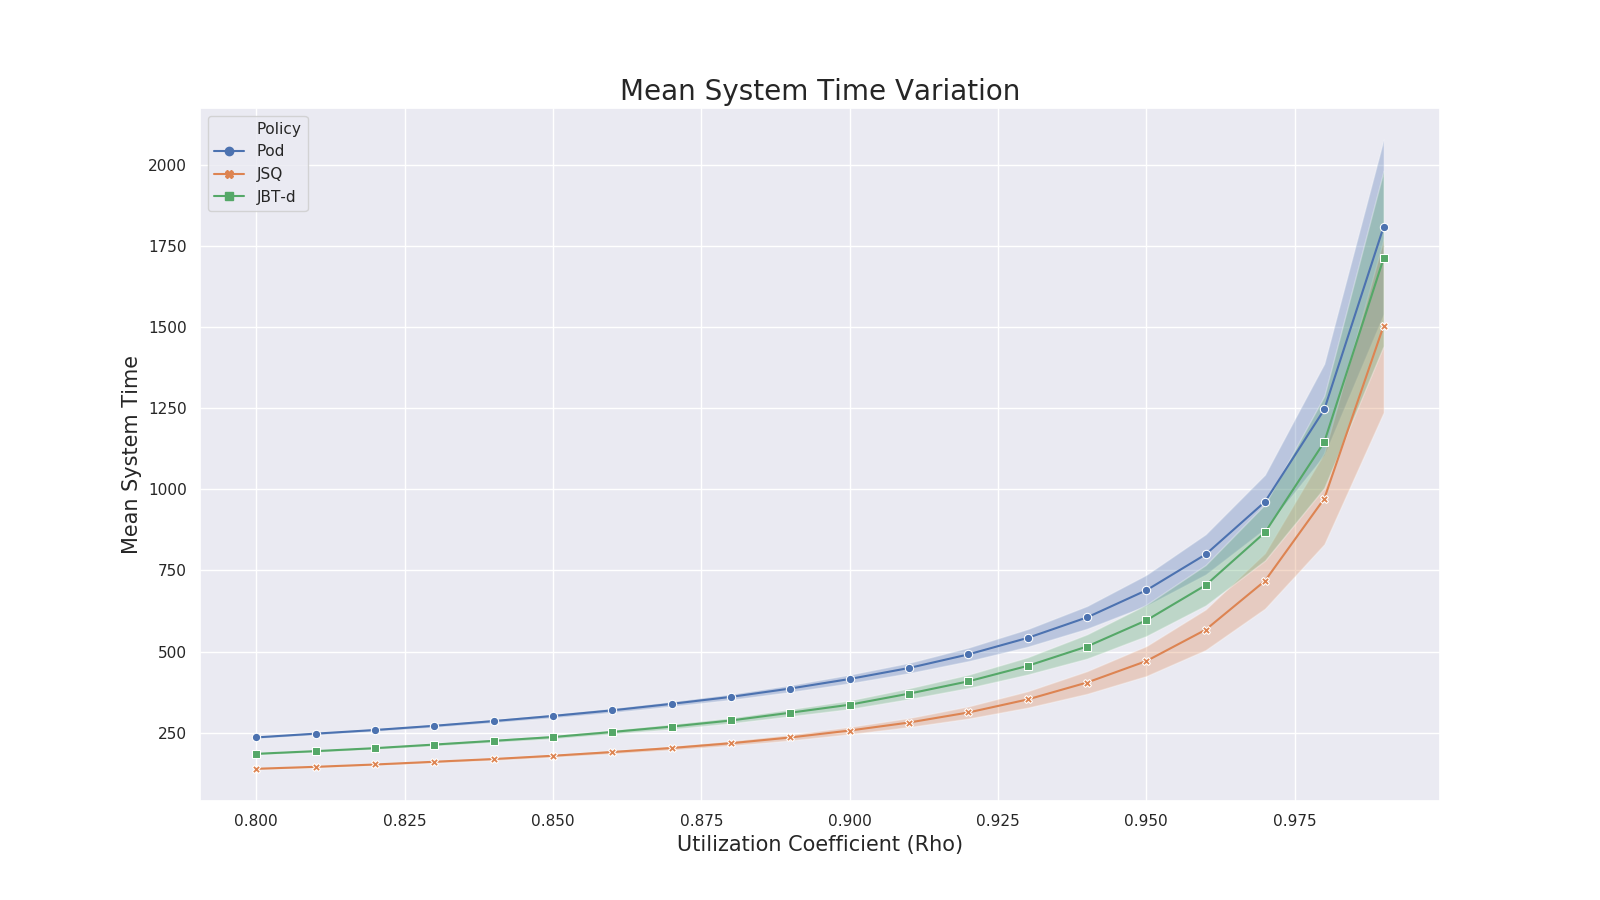 Mean System Time Variation
Policy
Pod
JSQ
JBT-d
2000
1750
1500
1250
1000
750
500
250
Mean System Time
0.800 0.825 0.850 0.875 0.900 0.925 0.950 0.975
Utilization Coefficient (Rho)